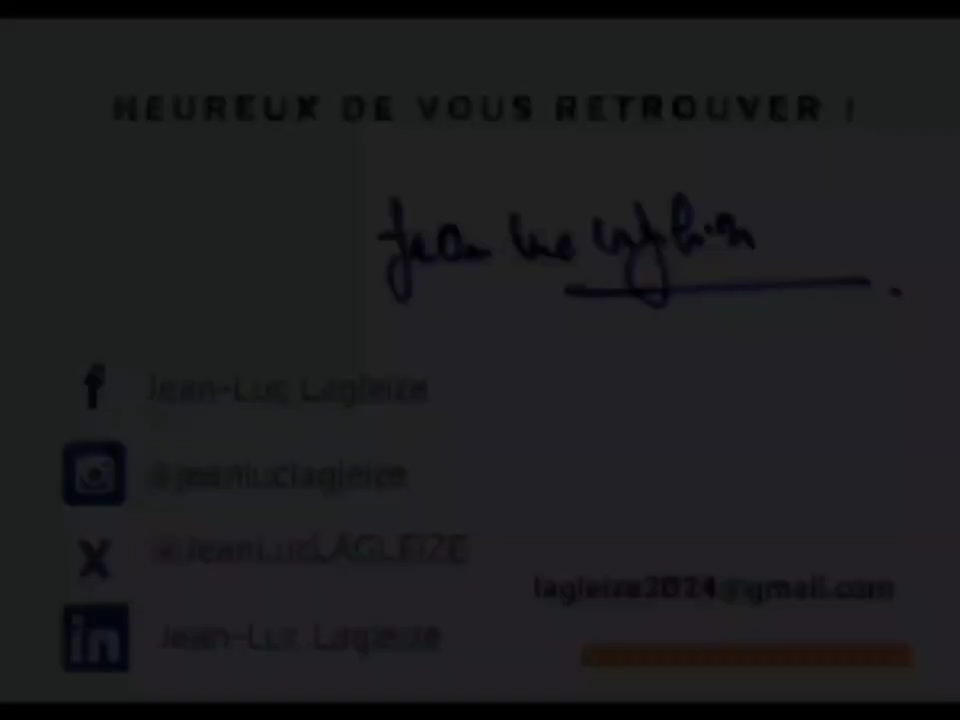 HEUREUX DE VOUS RETROUVER !
Jean-Luc Lagleize
@jeanluclagleize
@JeanLucLAGLEIZE
lagleize2024@gmail.com
Jean-Luc Lagleize